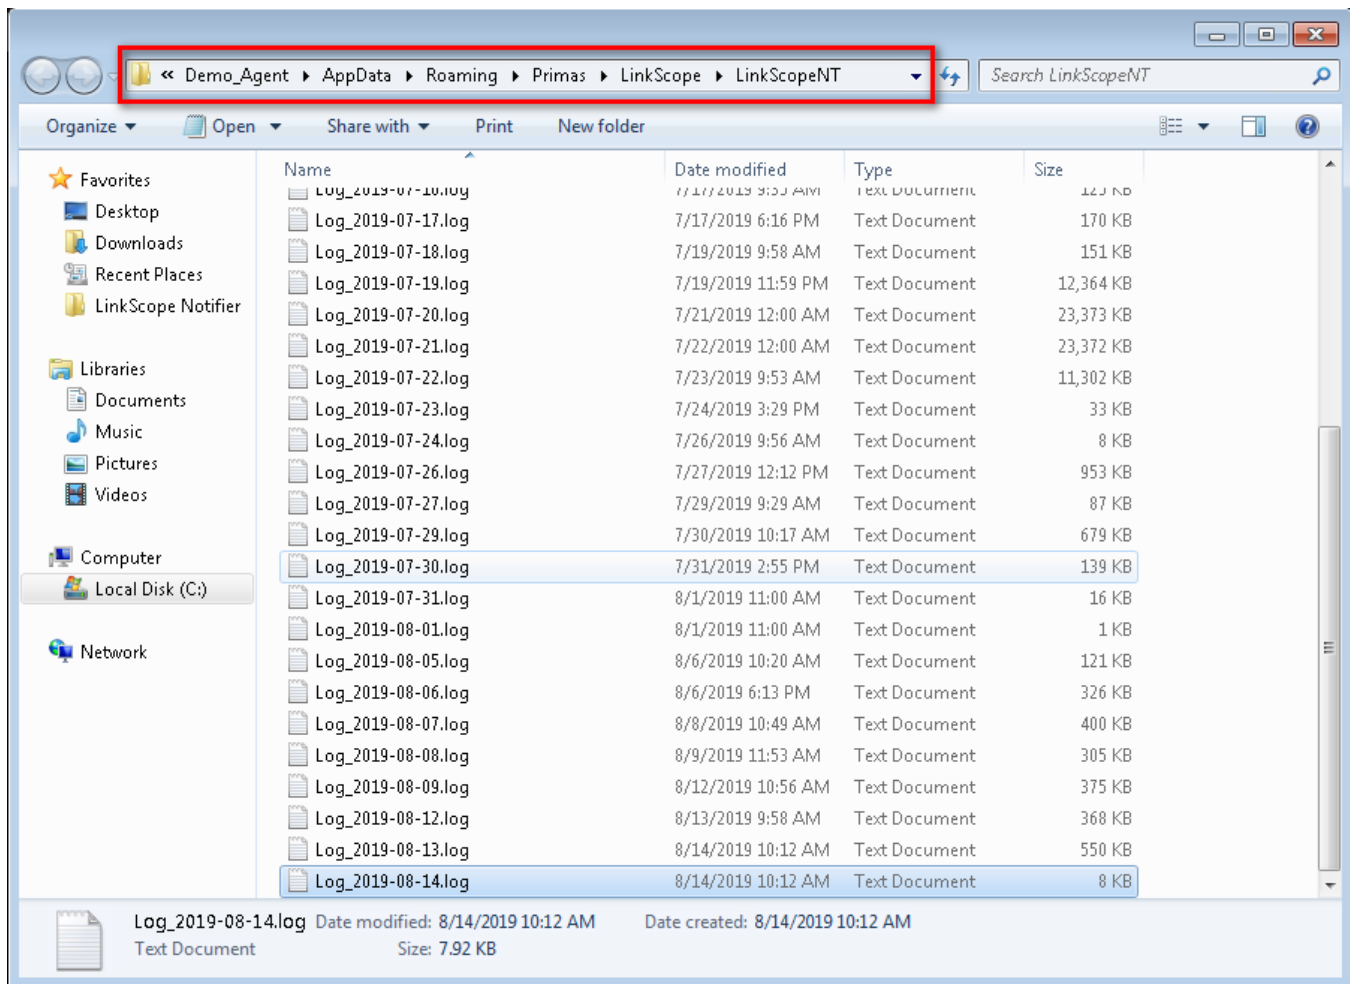 « Demo_Agent ▸ AppData ▸ Roaming ▸ Primas ▸ LinkScope ▸ LinkScopeNT
Search LinkScopeNT
Organize Open Share with Print New folder
Favorites
Desktop
Downloads
Recent Places
LinkScope Notifier
Libraries
Documents
Music
Pictures
Videos
Computer
Local Disk (C:)
Network
Name Date modified Type Size
Log_2019-07-16.log 7/17/2019 9:53 AM Text Document KB
Log_2019-07-17.log 7/17/2019 6:16 PM Text Document 170 KB
Log_2019-07-18.log 7/19/2019 9:58 AM Text Document 151 KB
Log_2019-07-19.log 7/19/2019 11:59 PM Text Document 12,364 KB
Log_2019-07-20.log 7/21/2019 12:00 AM Text Document 23,373 KB
Log_2019-07-21.log 7/22/2019 12:00 AM Text Document 23,372 KB
Log_2019-07-22.log 7/23/2019 9:53 AM Text Document 11,302 KB
Log_2019-07-23.log 7/24/2019 3:29 PM Text Document 33 KB
Log_2019-07-24.log 7/26/2019 9:56 AM Text Document 8 KB
Log_2019-07-26.log 7/27/2019 12:12 PM Text Document 953 KB
Log_2019-07-27.log 7/29/2019 9:29 AM Text Document 87 KB
Log_2019-07-29.log 7/30/2019 10:17 AM Text Document 679 KB
Log_2019-07-30.log 7/31/2019 2:55 PM Text Document 139 KB
Log_2019-07-31.log 8/1/2019 11:00 AM Text Document 16 KB
Log_2019-08-01.log 8/1/2019 11:00 AM Text Document 1 KB
Log_2019-08-05.log 8/6/2019 10:20 AM Text Document 121 KB
Log_2019-08-06.log 8/6/2019 6:13 PM Text Document 326 KB
Log_2019-08-07.log 8/8/2019 10:49 AM Text Document 400 KB
Log_2019-08-08.log 8/9/2019 11:53 AM Text Document 305 KB
Log_2019-08-09.log 8/12/2019 10:56 AM Text Document 375 KB
Log_2019-08-12.log 8/13/2019 9:58 AM Text Document 368 KB
Log_2019-08-13.log 8/14/2019 10:12 AM Text Document 550 KB
Log_2019-08-14.log 8/14/2019 10:12 AM Text Document 8 KB
Log_2019-08-14.log Date modified: 8/14/2019 10:12 AM Date created: 8/14/2019 10:12 AM
Text Document Size: 7.92 KB